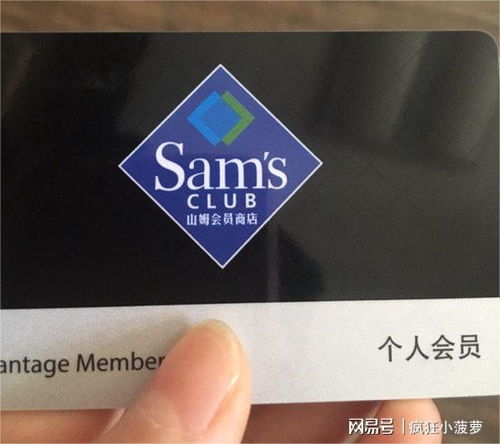 Sam's
CLUB
山姆会员商店
antage Member
个人会员
网易号 | 疯狂小菠萝